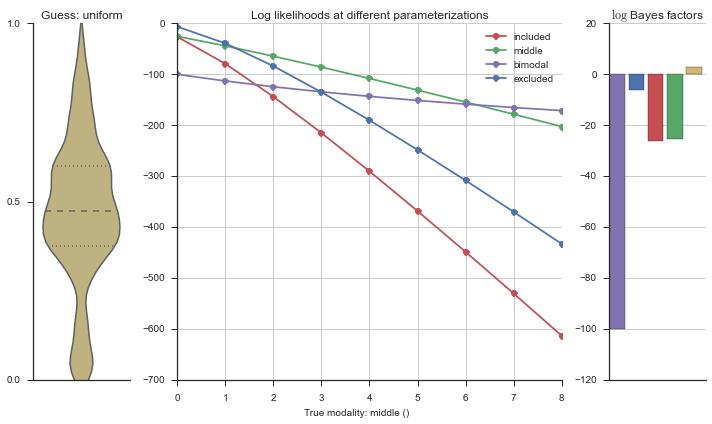 Guess: uniform
1.0
0.5
0.0
Log likelihoods at different parameterizations
included
middle
bimodal
excluded
0
−100
−200
−300
−400
−500
−600
−700
0 1 2 3 4 5 6 7 8
True modality: middle ()
log Bayes factors
20
0
−20
−40
−60
−80
−100
−120